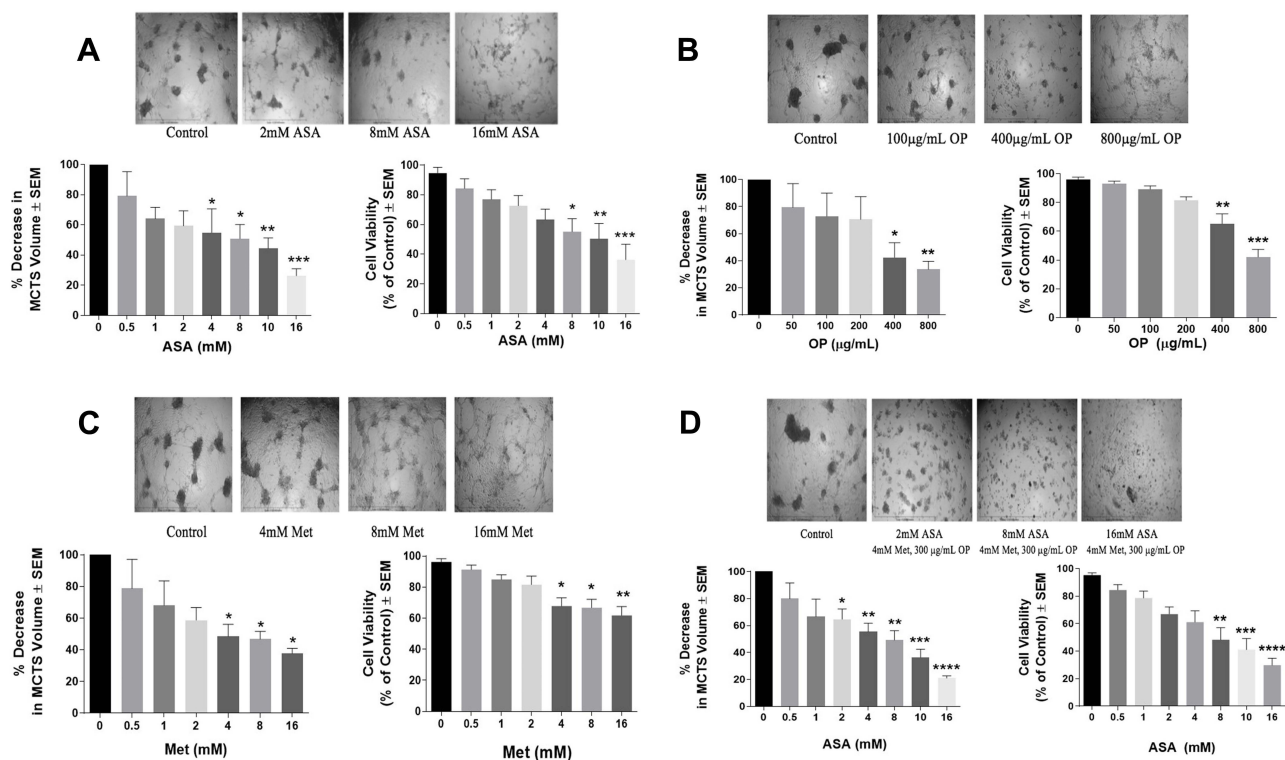 A
Control
2mM ASA
8mM ASA
16mM ASA
% Decrease in
MCTS Volume ± SEM
100
80
60
40
20
0
*
*
**
***
0 0.5 1 2 4 8 10 16
ASA (mM)
Cell Viability
(% of Control) ± SEM
100
80
60
40
20
0
*
**
***
0 0.5 1 2 4 8 10 16
ASA (mM)
B
Control
100µg/mL OP
400µg/mL OP
800µg/mL OP
% Decrease
in MCTS Volume ± SEM
100
80
60
40
20
0
*
**
0 50 100 200 400 800
OP (µg/mL)
Cell Viability
(% of Control) ± SEM
100
80
60
40
20
0
**
***
0 50 100 200 400 800
OP (µg/mL)
C
Control
4mM Met
8mM Met
16mM Met
% Decrease
in MCTS Volume ± SEM
100
80
60
40
20
0
*
*
*
0 0.5 1 2 4 8 16
Met (mM)
Cell Viability
(% of Control) ± SEM
100
80
60
40
20
0
*
*
**
0 0.5 1 2 4 8 16
Met (mM)
D
Control
2mM ASA
4mM Met, 300 µg/mL OP
8mM ASA
4mM Met, 300 µg/mL OP
16mM ASA
4mM Met, 300 µg/mL OP
% Decrease
in MCTS Volume ± SEM
100
80
60
40
20
0
*
**
**
***
****
0 0.5 1 2 4 8 10 16
ASA (mM)
Cell Viability
(% of Control) ± SEM
100
80
60
40
20
0
**
***
****
0 0.5 1 2 4 8 10 16
ASA (mM)